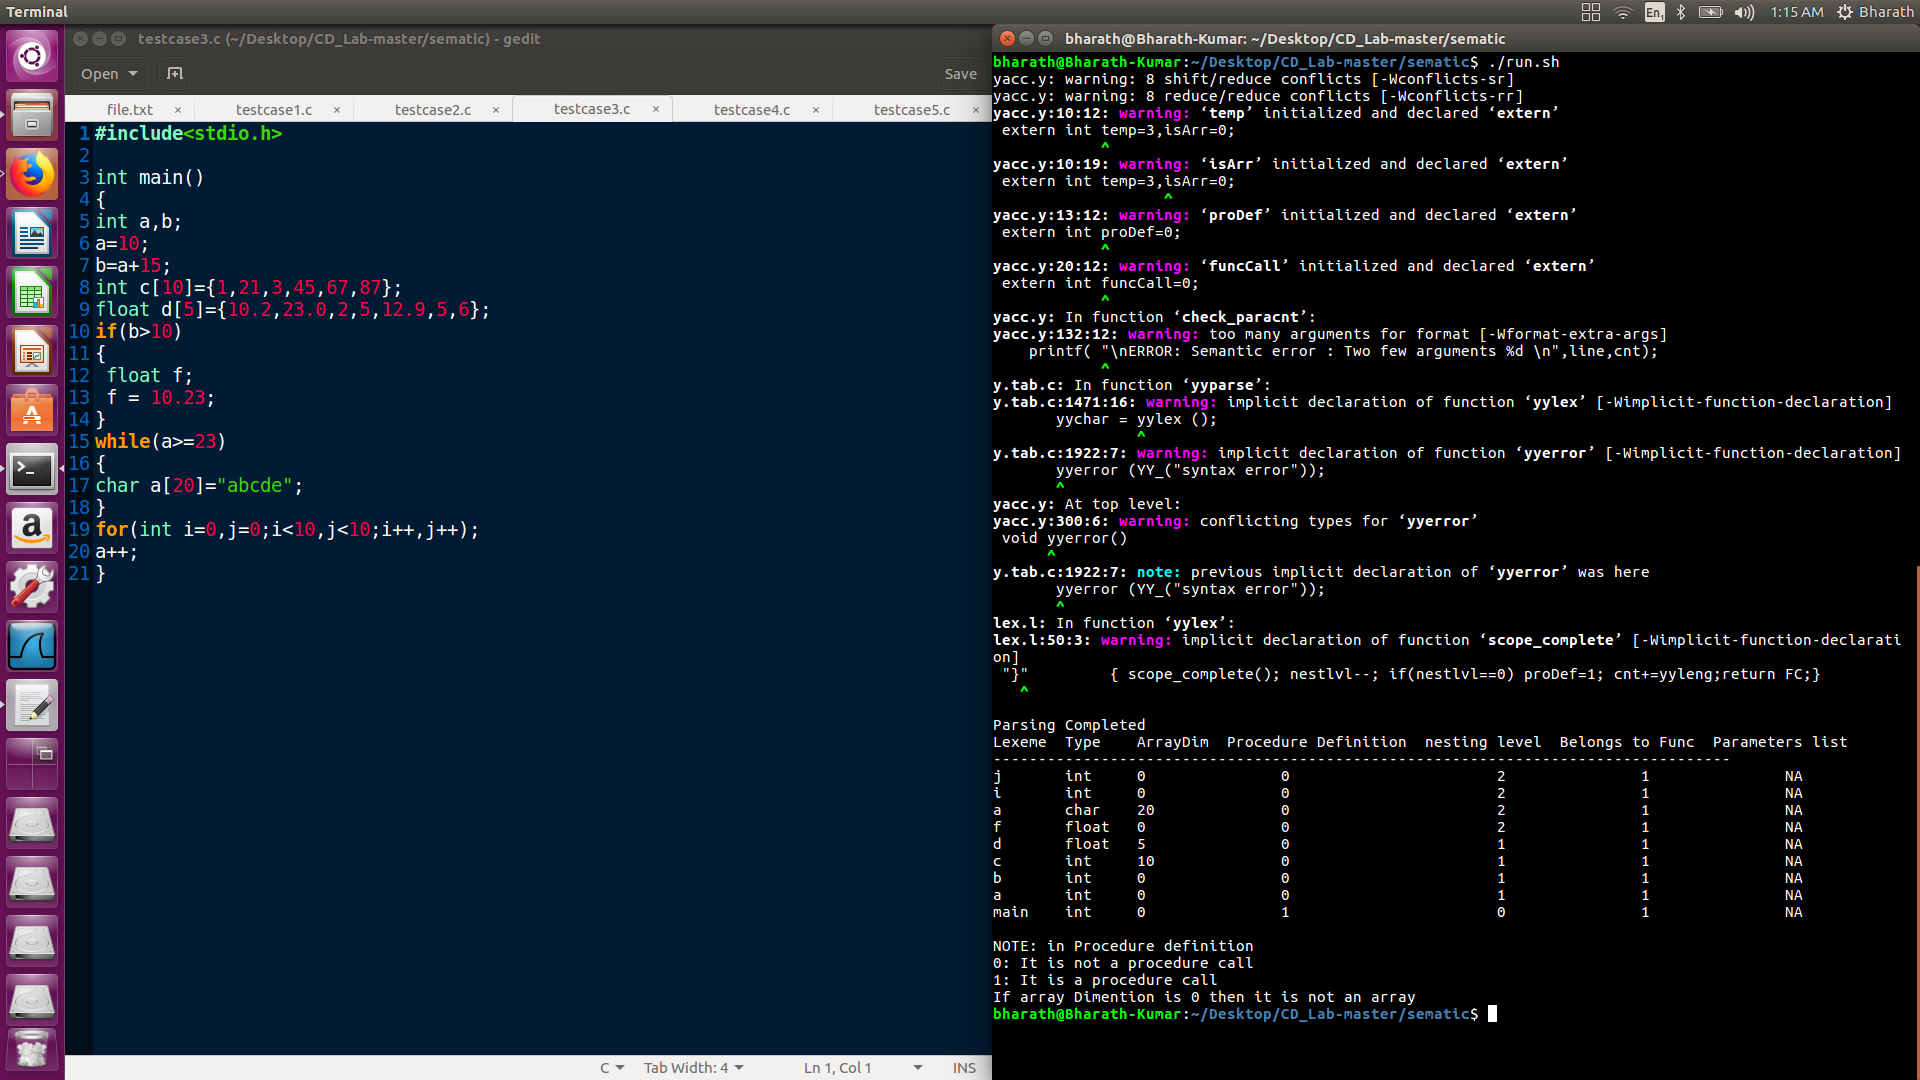 Terminal
En1
1:15 AM
Bharath
testcase3.c (~/Desktop/CD_Lab-master/sematic) - gedit
Open
Save
file.txt × testcase1.c × testcase2.c × testcase3.c × testcase4.c × testcase5.c ×
1 #include<stdio.h>
2
3 int main()
4 {
5 int a,b;
6 a=10;
7 b=a+15;
8 int c[10]={1,21,3,45,67,87};
9 float d[5]={10.2,23.0,2,5,12.9,5,6};
10 if(b>10)
11 {
12  float f;
13  f = 10.23;
14 }
15 while(a>=23)
16 {
17 char a[20]="abcde";
18 }
19 for(int i=0,j=0;i<10,j<10;i++,j++);
20 a++;
21 }
C
Tab Width: 4
Ln 1, Col 1
INS
bharath@Bharath-Kumar: ~/Desktop/CD_Lab-master/sematic
bharath@Bharath-Kumar:~/Desktop/CD_Lab-master/sematic$ ./run.sh
yacc.y: warning: 8 shift/reduce conflicts [-Wconflicts-sr]
yacc.y: warning: 8 reduce/reduce conflicts [-Wconflicts-rr]
yacc.y:10:12: warning: ‘temp’ initialized and declared ‘extern’
 extern int temp=3,isArr=0;
            ^
yacc.y:10:19: warning: ‘isArr’ initialized and declared ‘extern’
 extern int temp=3,isArr=0;
                   ^
yacc.y:13:12: warning: ‘proDef’ initialized and declared ‘extern’
 extern int proDef=0;
            ^
yacc.y:20:12: warning: ‘funcCall’ initialized and declared ‘extern’
 extern int funcCall=0;
            ^
yacc.y: In function ‘check_paracnt’:
yacc.y:132:12: warning: too many arguments for format [-Wformat-extra-args]
    printf( "\nERROR: Semantic error : Two few arguments %d \n",line,cnt);
            ^
y.tab.c: In function ‘yyparse’:
y.tab.c:1471:16: warning: implicit declaration of function ‘yylex’ [-Wimplicit-function-declaration]
       yychar = yylex ();
                ^
y.tab.c:1922:7: warning: implicit declaration of function ‘yyerror’ [-Wimplicit-function-declaration]
       yyerror (YY_("syntax error"));
       ^
yacc.y: At top level:
yacc.y:300:6: warning: conflicting types for ‘yyerror’
 void yyerror()
      ^
y.tab.c:1922:7: note: previous implicit declaration of ‘yyerror’ was here
       yyerror (YY_("syntax error"));
       ^
lex.l: In function ‘yylex’:
lex.l:50:3: warning: implicit declaration of function ‘scope_complete’ [-Wimplicit-function-declarati
on]
 "}"         { scope_complete(); nestlvl--; if(nestlvl==0) proDef=1; cnt+=yyleng;return FC;}
   ^
Parsing Completed
Lexeme  Type    ArrayDim  Procedure Definition  nesting level  Belongs to Func  Parameters list
----------------------------------------------------------------------------------
j int 0 0 2 1 NA
i int 0 0 2 1 NA
a char 20 0 2 1 NA
f float 0 0 2 1 NA
d float 5 0 1 1 NA
c int 10 0 1 1 NA
b int 0 0 1 1 NA
a int 0 0 1 1 NA
main int 0 1 0 1 NA
NOTE: in Procedure definition
0: It is not a procedure call
1: It is a procedure call
If array Dimention is 0 then it is not an array
bharath@Bharath-Kumar:~/Desktop/CD_Lab-master/sematic$